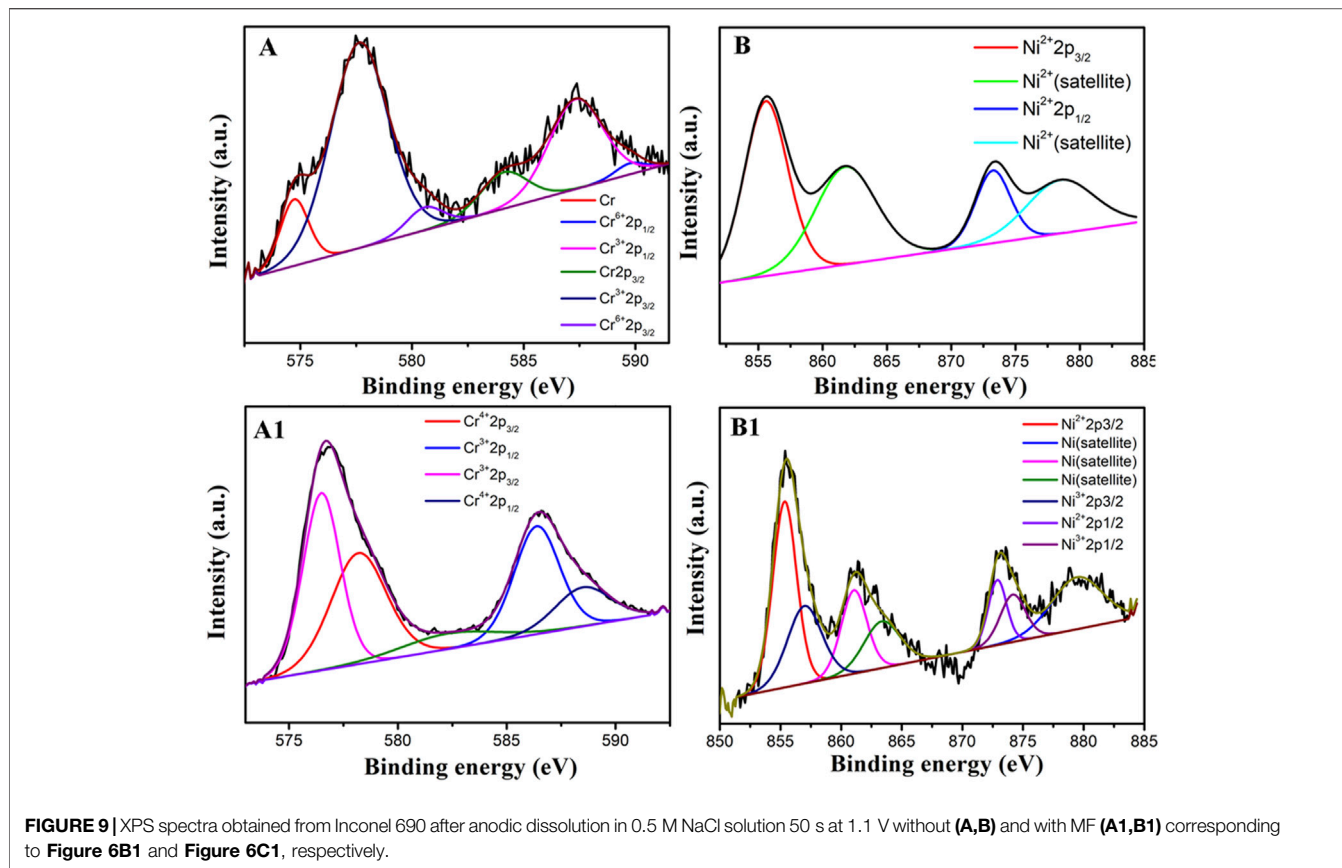 A
Intensity (a.u.)
Cr
Cr⁶⁺2p₁/₂
Cr³⁺2p₁/₂
Cr2p₃/₂
Cr³⁺2p₃/₂
Cr⁶⁺2p₃/₂
575 580 585 590
Binding energy (eV)
B
Intensity (a.u.)
Ni²⁺2p₃/₂
Ni²⁺(satellite)
Ni²⁺2p₁/₂
Ni²⁺(satellite)
855 860 865 870 875 880 885
Binding energy (eV)
A1
Intensity (a.u.)
Cr⁴⁺2p₃/₂
Cr³⁺2p₁/₂
Cr³⁺2p₃/₂
Cr⁴⁺2p₁/₂
575 580 585 590
Binding energy (eV)
B1
Intensity (a.u.)
Ni²⁺2p3/2
Ni(satellite)
Ni(satellite)
Ni(satellite)
Ni³⁺2p3/2
Ni²⁺2p1/2
Ni³⁺2p1/2
850 855 860 865 870 875 880 885
Binding energy (eV)
FIGURE 9 | XPS spectra obtained from Inconel 690 after anodic dissolution in 0.5 M NaCl solution 50 s at 1.1 V without (A,B) and with MF (A1,B1) corresponding
to Figure 6B1 and Figure 6C1, respectively.